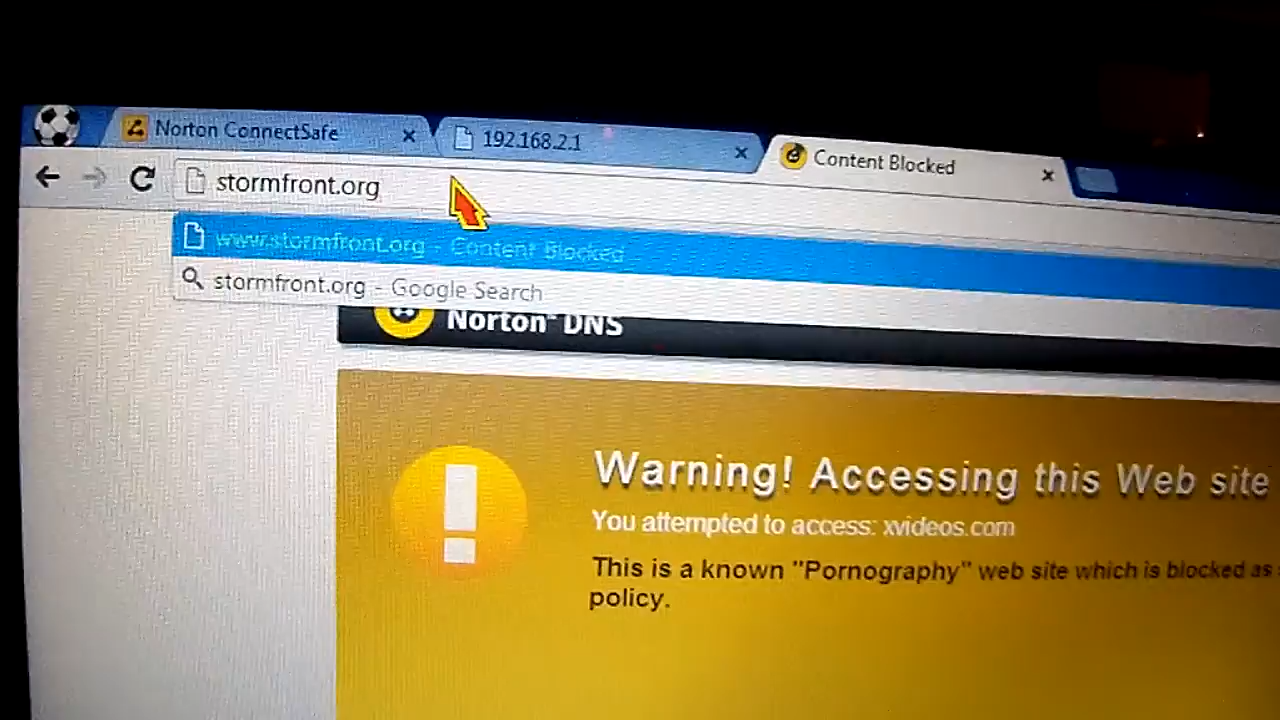 Norton ConnectSafe
192.168.2.1
Content Blocked
stormfront.org
www.stormfront.org - Content Blocked
stormfront.org - Google Search
Norton DNS
Warning! Accessing this Web site
You attempted to access: xvideos.com
This is a known "Pornography" web site which is blocked as
policy.